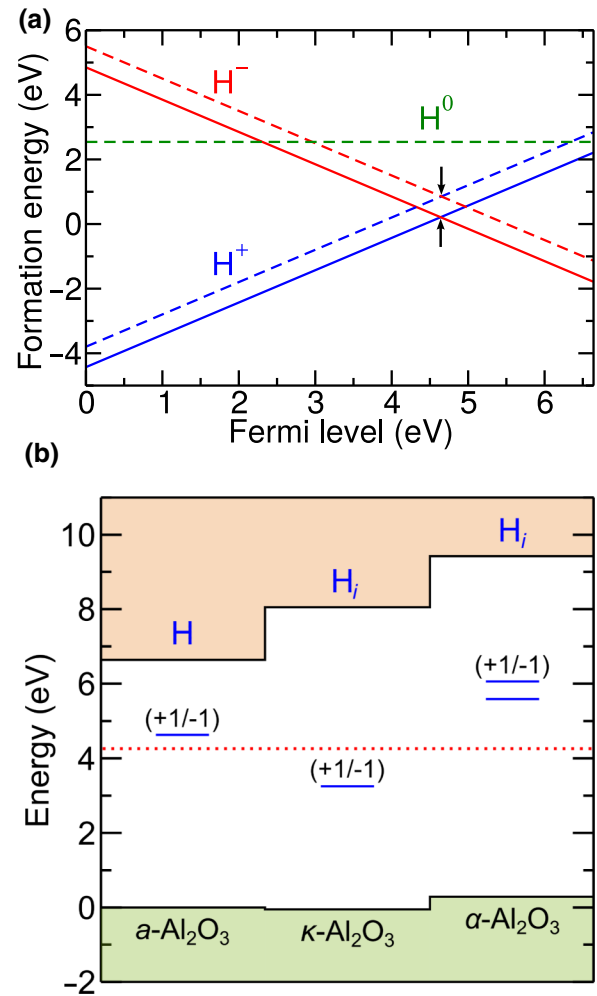 (a)
6
4
2
0
−2
−4
Formation energy (eV)
H⁻
H⁰
H⁺
0 1 2 3 4 5 6
Fermi level (eV)
(b)
10
8
6
4
2
0
−2
Energy (eV)
H
Hᵢ
Hᵢ
(+1/-1)
(+1/-1)
(+1/-1)
a-Al₂O₃
κ-Al₂O₃
α-Al₂O₃